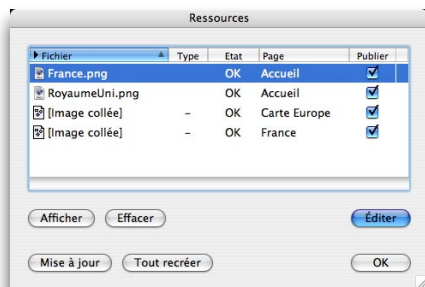 Ressources
Fichier Type Etat Page Publier
France.png OK Accueil
RoyaumeUni.png OK Accueil
[Image collée] – OK Carte Europe
[Image collée] – OK France
Afficher Effacer Éditer
Mise à jour Tout recréer OK